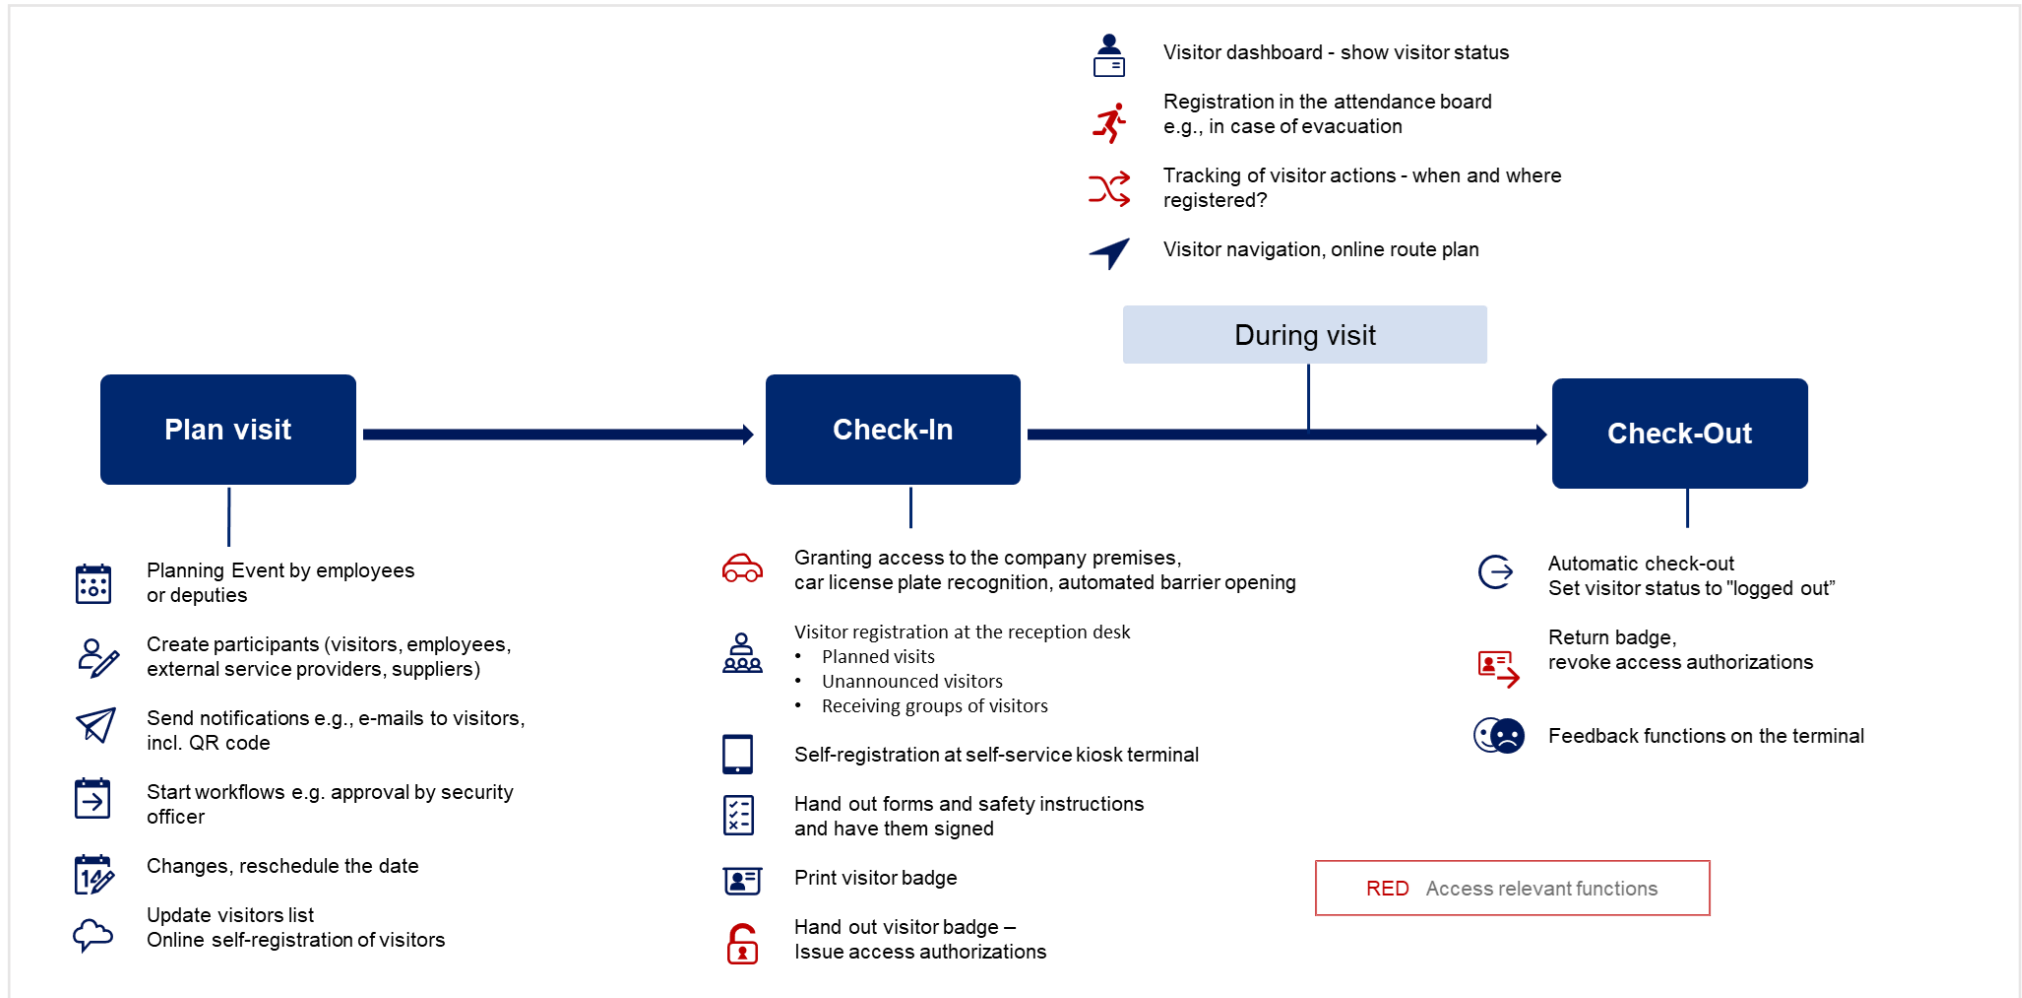 Visitor dashboard - show visitor status
Registration in the attendance board
e.g., in case of evacuation
Tracking of visitor actions - when and where
registered?
Visitor navigation, online route plan
During visit
Plan visit
Check-In
Check-Out
Planning Event by employees
or deputies
Create participants (visitors, employees,
external service providers, suppliers)
Send notifications e.g., e-mails to visitors,
incl. QR code
Start workflows e.g. approval by security
officer
14
Changes, reschedule the date
Update visitors list
Online self-registration of visitors
Granting access to the company premises,
car license plate recognition, automated barrier opening
Visitor registration at the reception desk
• Planned visits
• Unannounced visitors
• Receiving groups of visitors
Self-registration at self-service kiosk terminal
Hand out forms and safety instructions
and have them signed
Print visitor badge
Hand out visitor badge –
Issue access authorizations
Automatic check-out
Set visitor status to "logged out”
Return badge,
revoke access authorizations
Feedback functions on the terminal
RED Access relevant functions